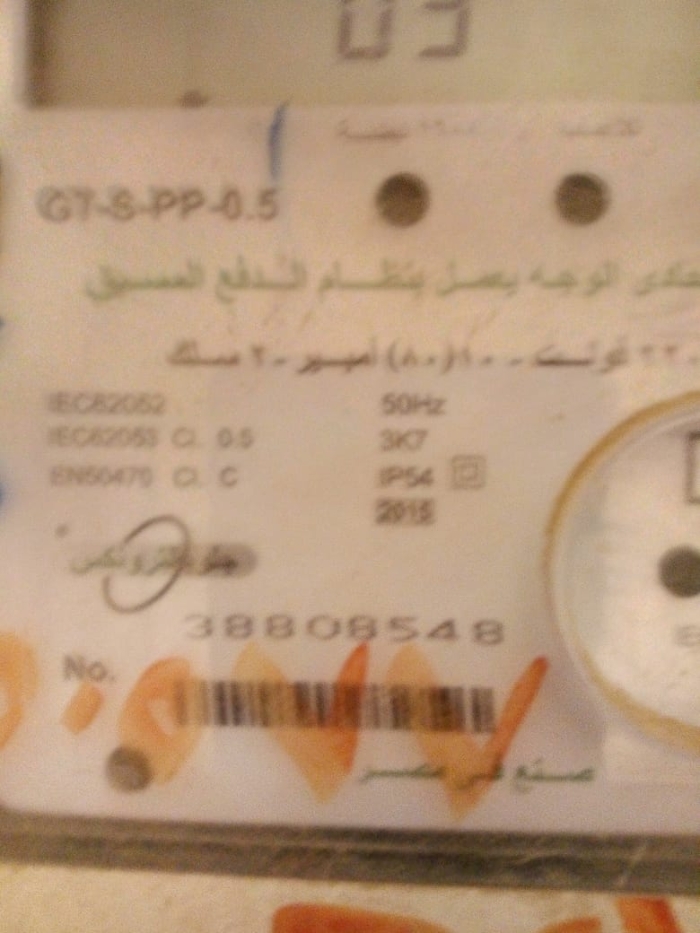 03
GT-S-PP-0.5
الوجه يعمل بنظام الدفع المسبق
فولت - ١٠(٨٠) أمبير - ٢ سلك
IEC62052
50Hz
IEC62053 Cl. 0.5
3K7
EN50470 Cl. C
IP54
2015
38808548
No.
صنع في مصر